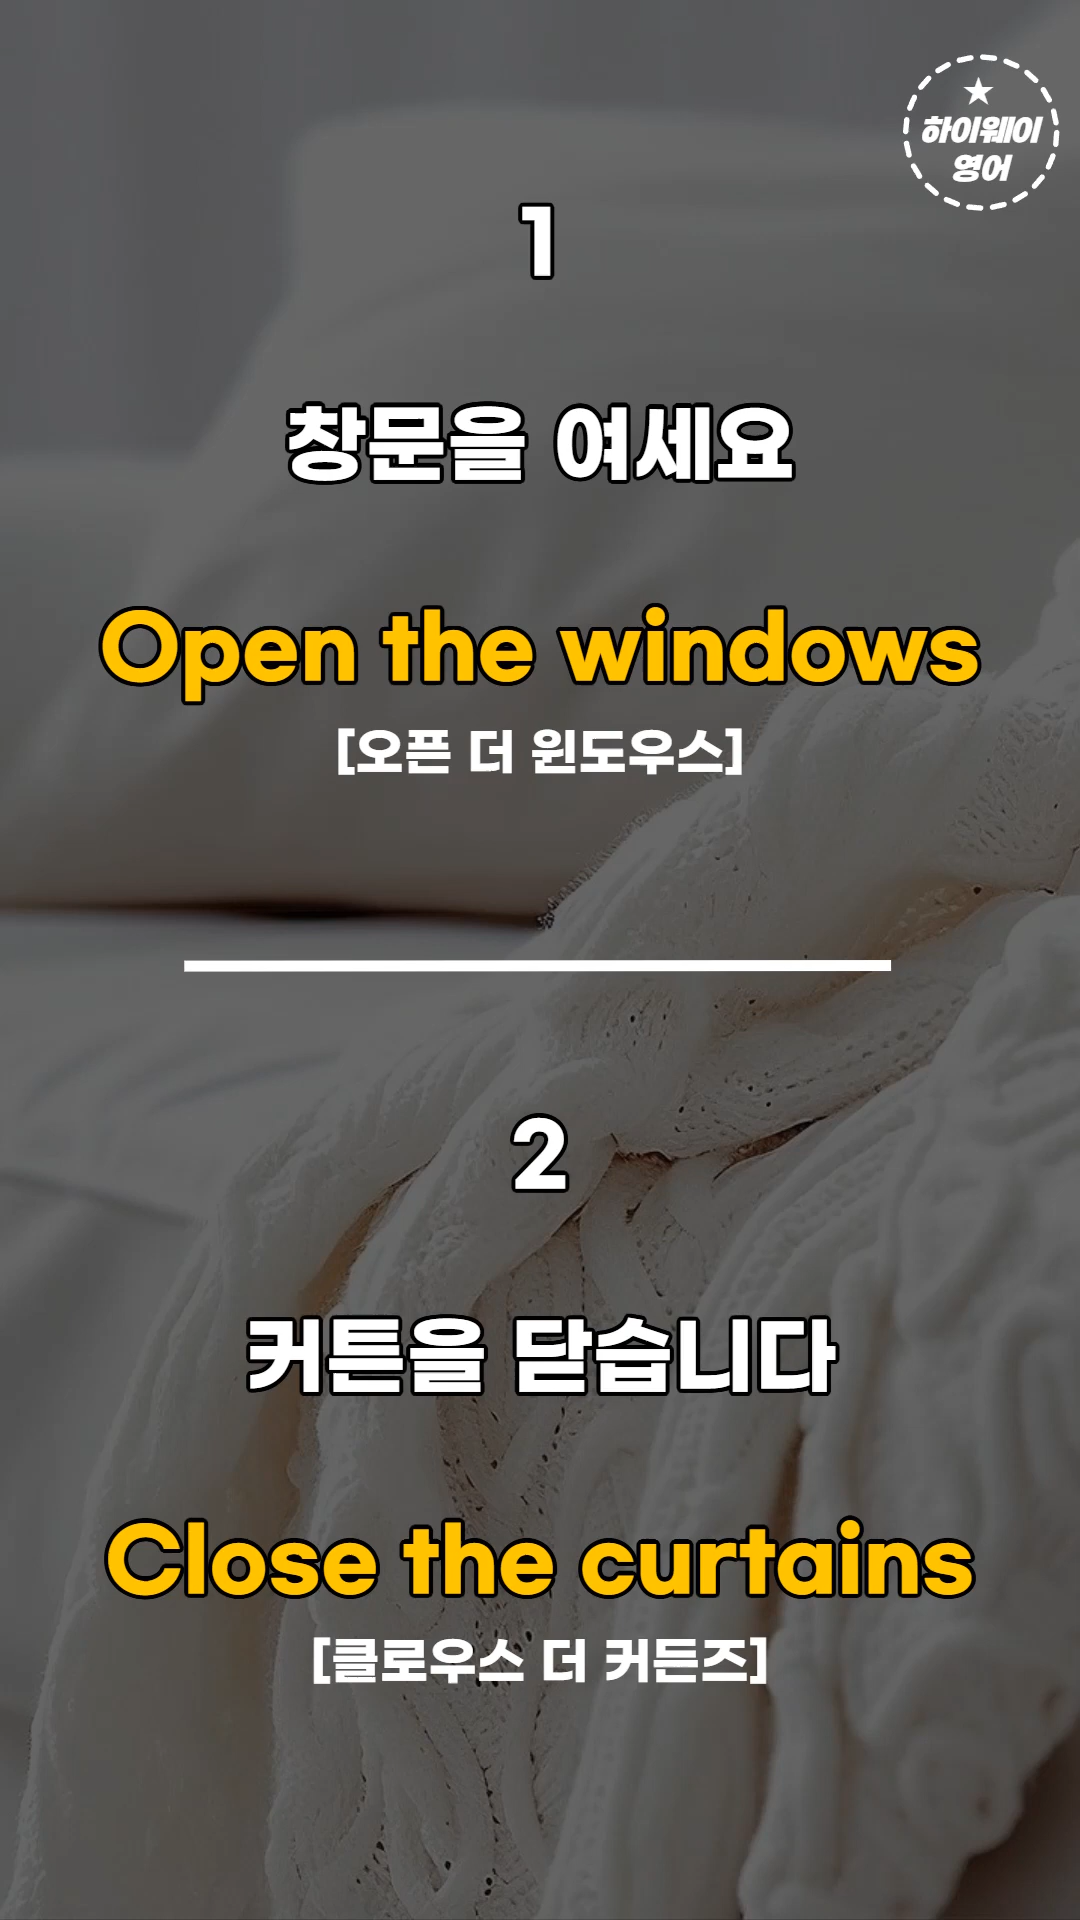 하이웨이
영어
1
창문을 여세요
Open the windows
[오픈 더 윈도우스]
2
커튼을 닫습니다
Close the curtains
[클로우스 더 커든즈]